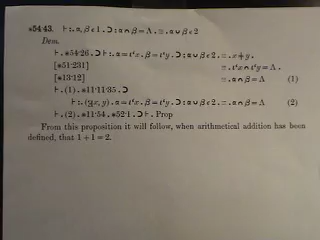 ∗54·43. ⊢ :. α, β ε 1 . ⊃ : α ∩ β = Λ . ≡ . α ∪ β ε 2
Dem.
⊢ . ∗54·26 . ⊃ ⊢ :. α = ι‘x . β = ι‘y . ⊃ : α ∪ β ε 2 . ≡ . x ≠ y .
[∗51·231] ≡ . ι‘x ∩ ι‘y = Λ .
[∗13·12] ≡ . α ∩ β = Λ (1)
⊢ . (1) . ∗11·11·35 . ⊃
⊢ :. (∃x, y) . α = ι‘x . β = ι‘y . ⊃ : α ∪ β ε 2 . ≡ . α ∩ β = Λ (2)
⊢ . (2) . ∗11·54 . ∗52·1 . ⊃ ⊢ . Prop
From this proposition it will follow, when arithmetical addition has been
defined, that 1 + 1 = 2.